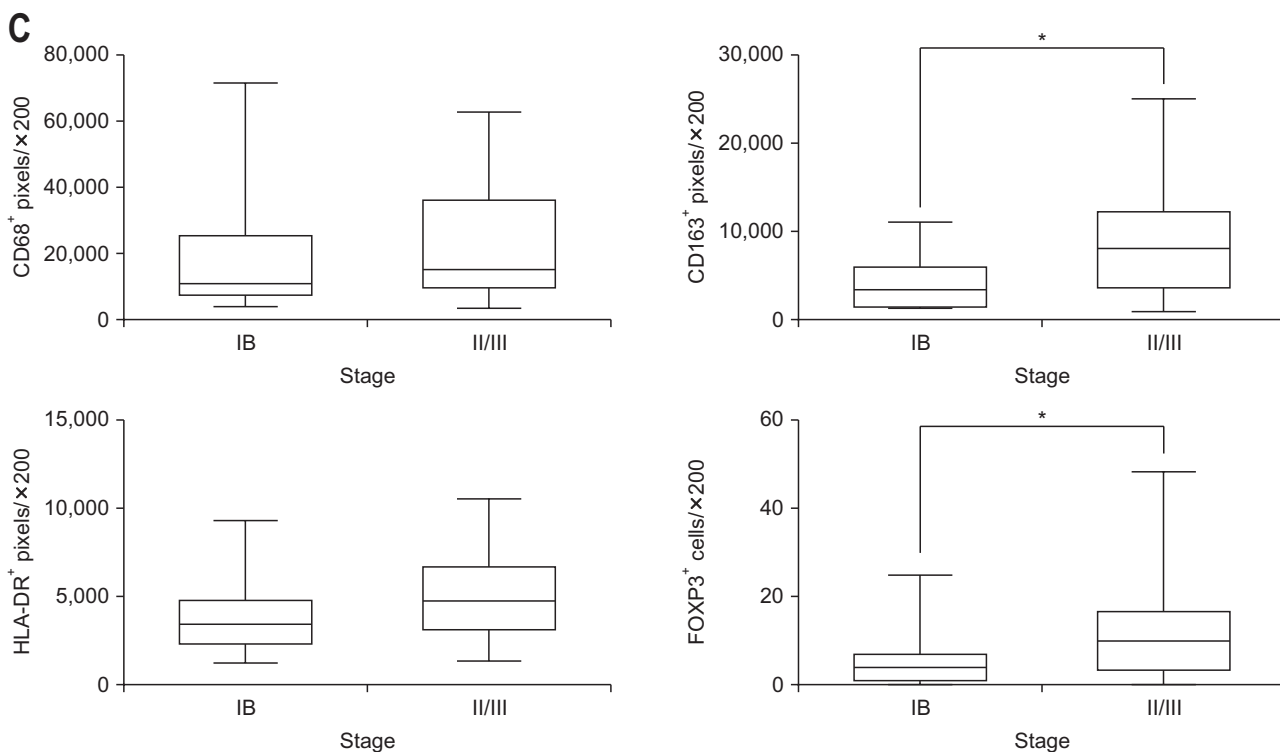 C
CD68+ pixels/×200
80,000
60,000
40,000
20,000
0
IB
II/III
Stage
CD163+ pixels/×200
30,000
20,000
10,000
0
*
IB
II/III
Stage
HLA-DR+ pixels/×200
15,000
10,000
5,000
0
IB
II/III
Stage
FOXP3+ cells/×200
60
40
20
0
*
IB
II/III
Stage